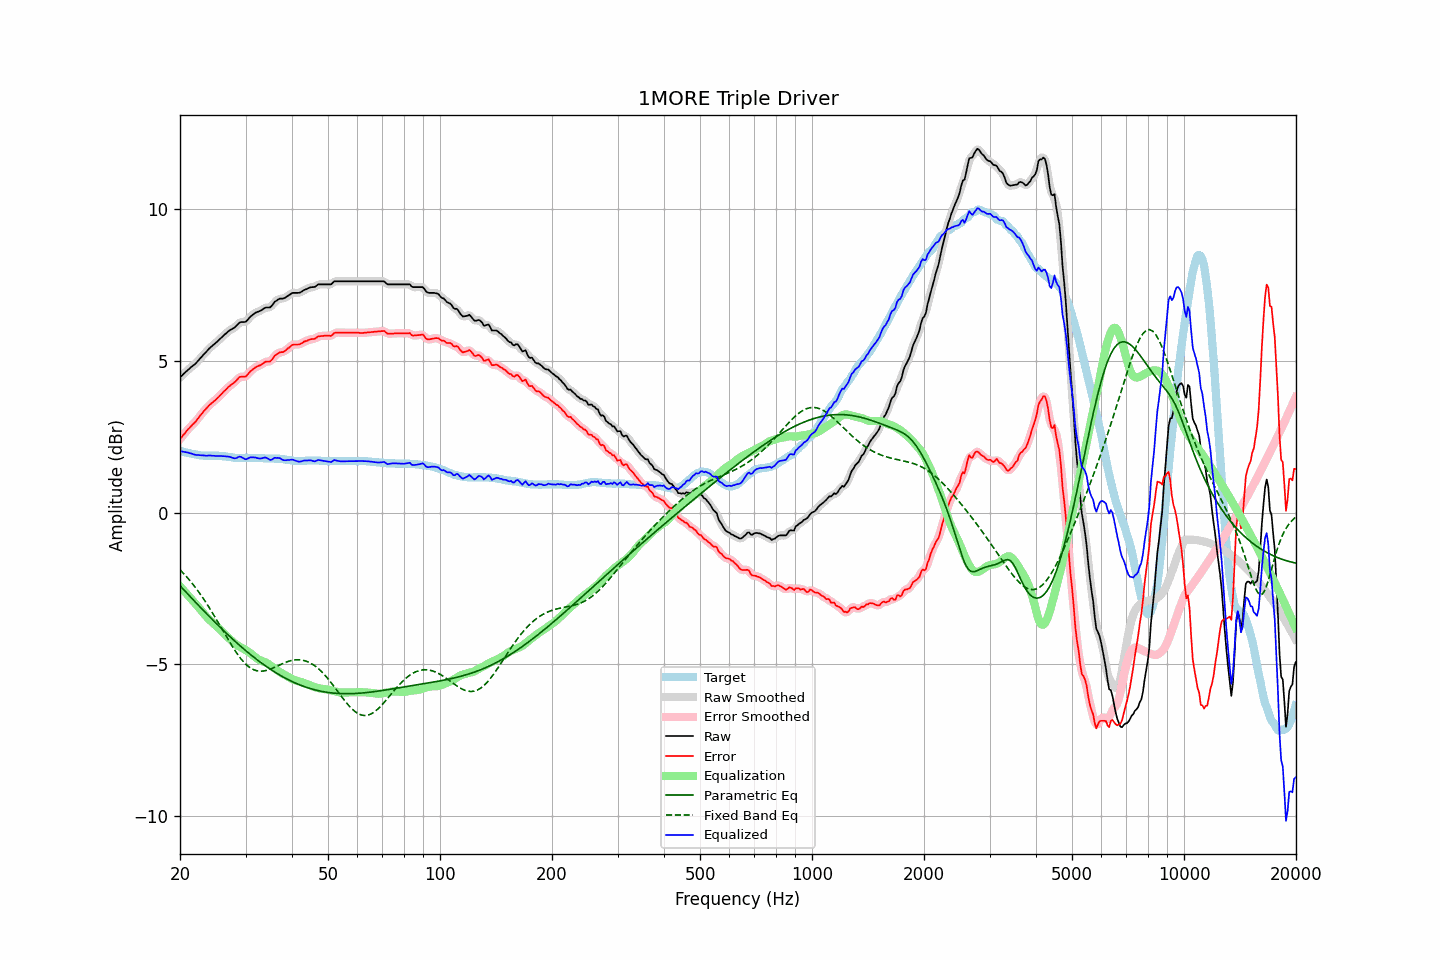 1MORE Triple Driver
Amplitude (dBr)
10
5
0
−5
−10
Target
Raw Smoothed
Error Smoothed
Raw
Error
Equalization
Parametric Eq
Fixed Band Eq
Equalized
20
50
100
200
500
1000
2000
5000
10000
20000
Frequency (Hz)